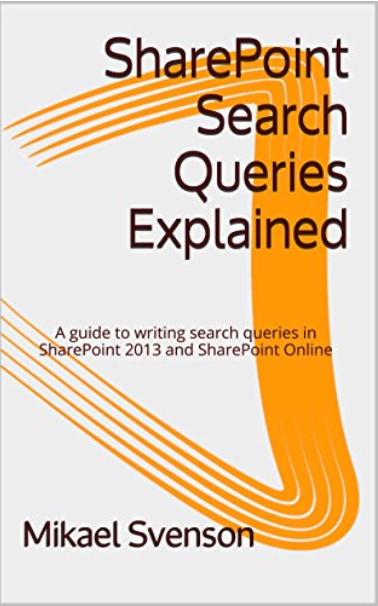 SharePoint
Search
Queries
Explained
A guide to writing search queries in
SharePoint 2013 and SharePoint Online
Mikael Svenson